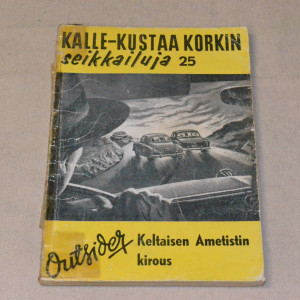 KALLE-KUSTAA KORKIN
seikkailuja 25
Outsider
Keltaisen Ametistin
kirous